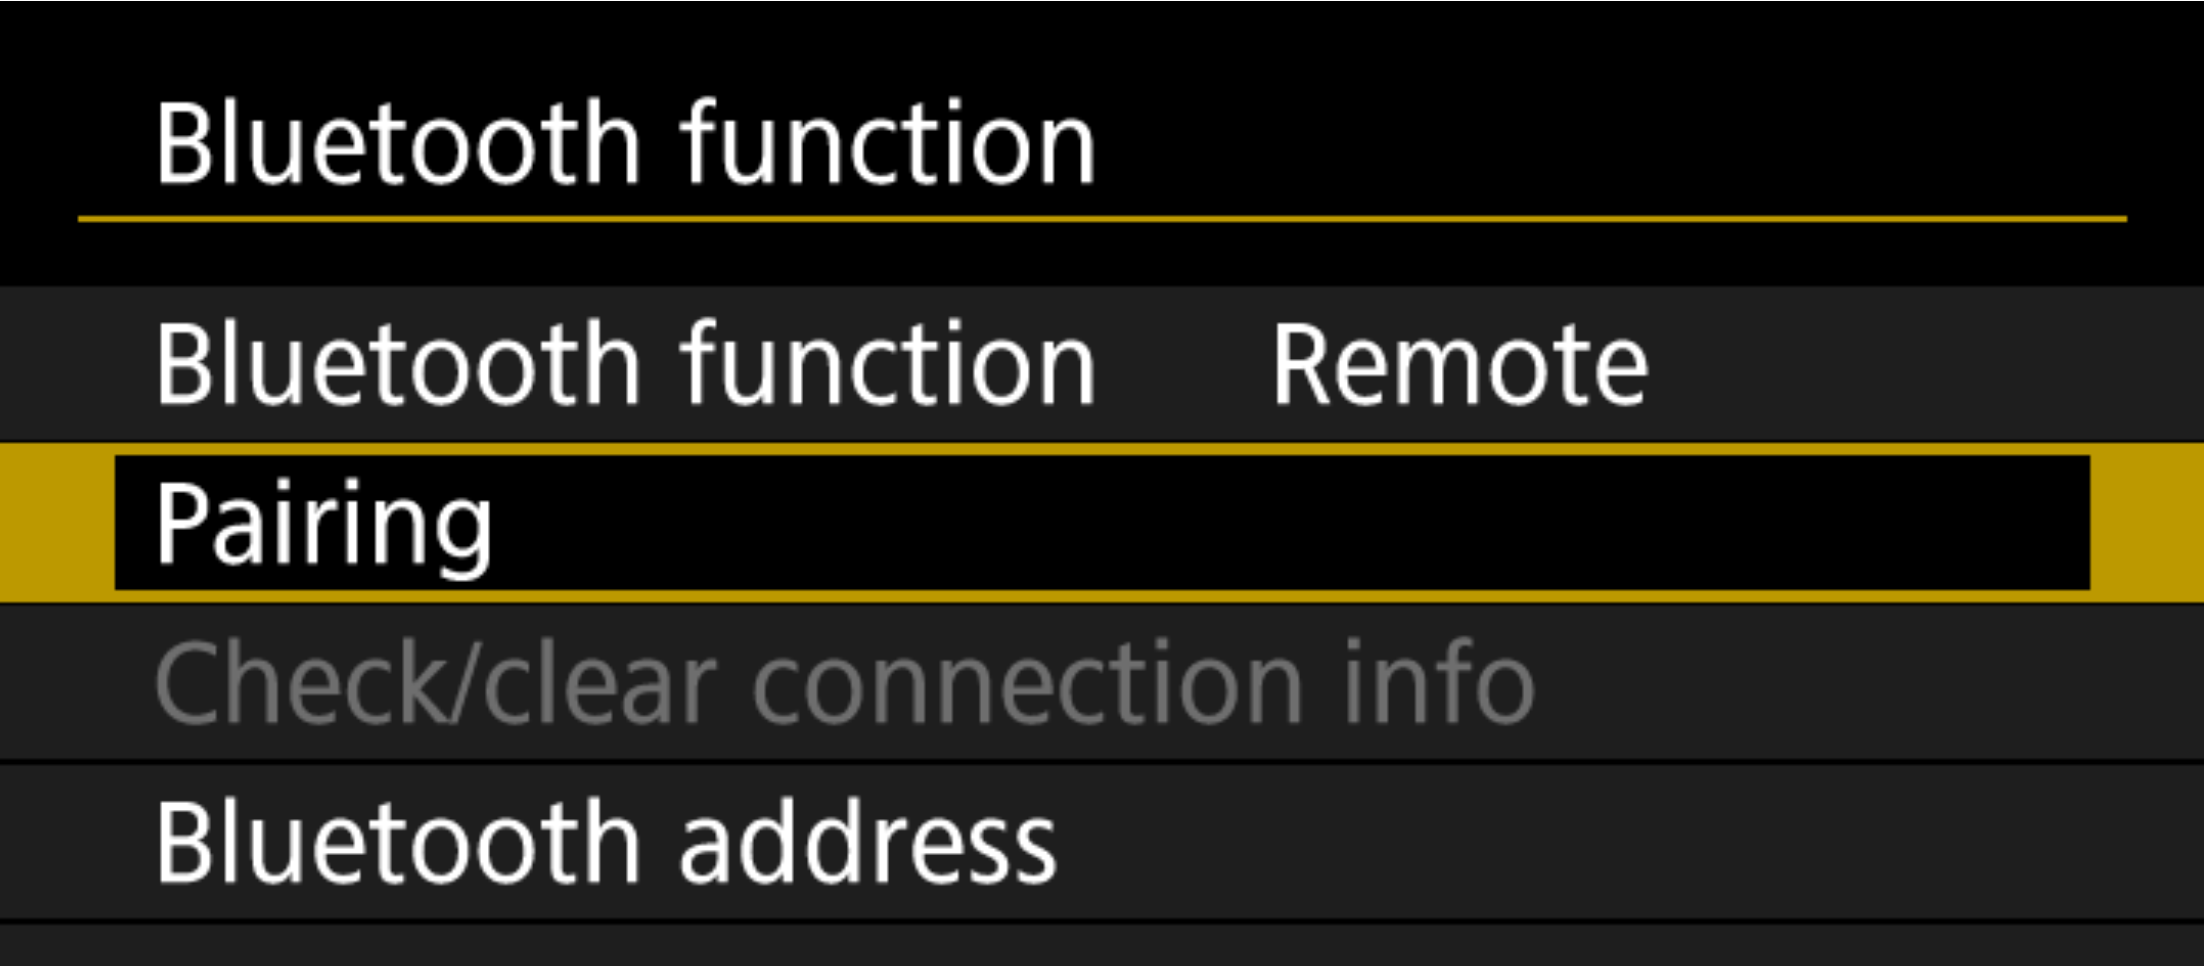 Bluetooth function
Bluetooth function Remote
Pairing
Check/clear connection info
Bluetooth address